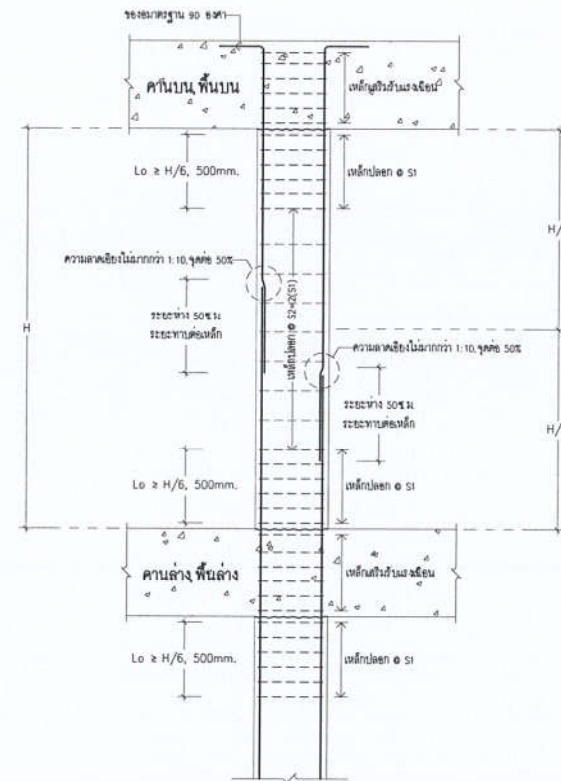 ของอมาตรฐาน 90 องศา
คานบน, พื้นบน
เหล็กเสริมรับแรงเฉือน
Lo ≥ H/6, 500mm.
เหล็กปลอก @ S1
H/
ความลาดเอียงไม่มากกว่า 1:10, จุดต่อ 50%
ระยะห่าง 50ซ.ม.
ระยะทาบต่อเหล็ก
เหล็กปลอก @ S2=(2(S1)
H
ความลาดเอียงไม่มากกว่า 1:10, จุดต่อ 50%
ระยะห่าง 50ซ.ม.
ระยะทาบต่อเหล็ก
H/
Lo ≥ H/6, 500mm.
เหล็กปลอก @ S1
คานล่าง, พื้นล่าง
เหล็กเสริมรับแรงเฉือน
Lo ≥ H/6, 500mm.
เหล็กปลอก @ S1